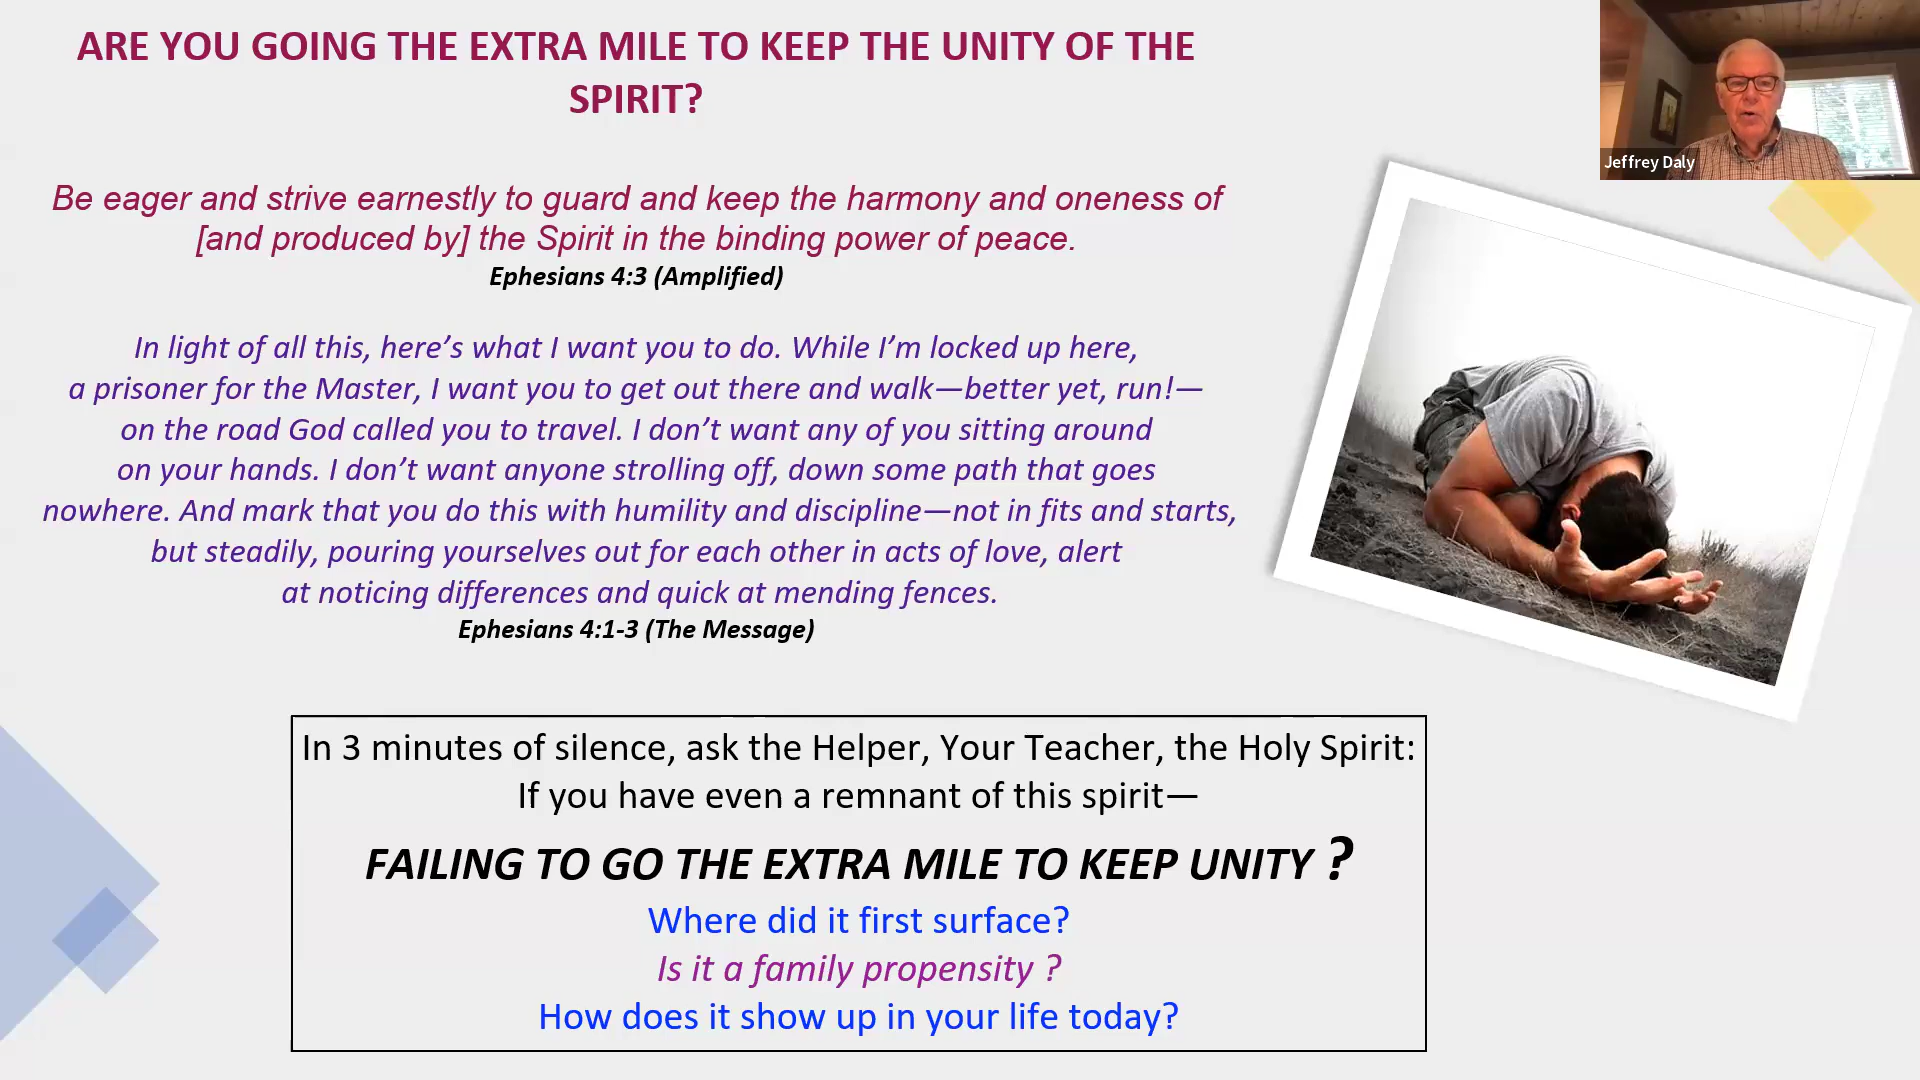 ARE YOU GOING THE EXTRA MILE TO KEEP THE UNITY OF THE
SPIRIT?
Jeffrey Daly
Be eager and strive earnestly to guard and keep the harmony and oneness of
[and produced by] the Spirit in the binding power of peace.
Ephesians 4:3 (Amplified)
In light of all this, here’s what I want you to do. While I’m locked up here,
a prisoner for the Master, I want you to get out there and walk—better yet, run!—
on the road God called you to travel. I don’t want any of you sitting around
on your hands. I don’t want anyone strolling off, down some path that goes
nowhere. And mark that you do this with humility and discipline—not in fits and starts,
but steadily, pouring yourselves out for each other in acts of love, alert
at noticing differences and quick at mending fences.
Ephesians 4:1-3 (The Message)
In 3 minutes of silence, ask the Helper, Your Teacher, the Holy Spirit:
If you have even a remnant of this spirit—
FAILING TO GO THE EXTRA MILE TO KEEP UNITY ?
Where did it first surface?
Is it a family propensity ?
How does it show up in your life today?